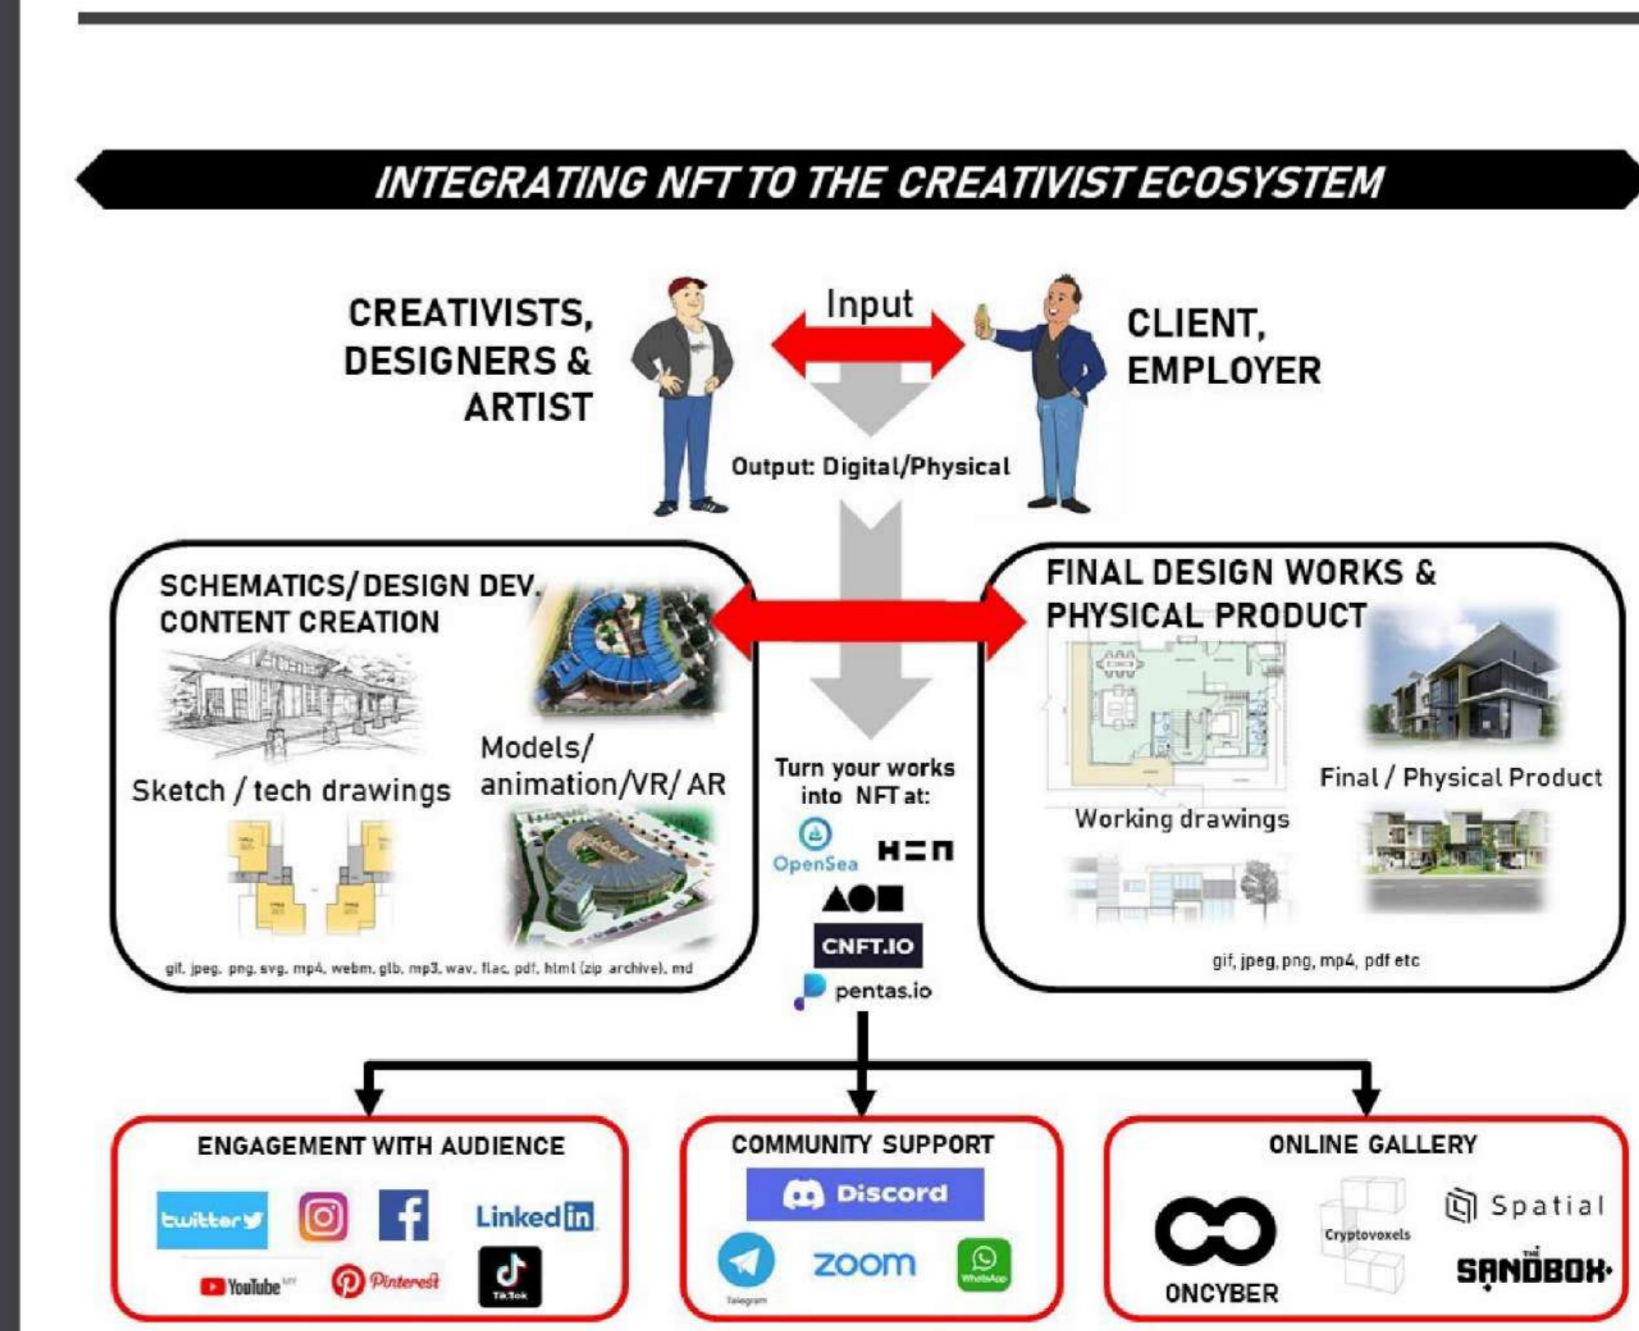 INTEGRATING NFT TO THE CREATIVIST ECOSYSTEM
CREATIVISTS,
DESIGNERS &
ARTIST
Input
CLIENT,
EMPLOYER
Output: Digital/Physical
SCHEMATICS/DESIGN DEV.
CONTENT CREATION
Sketch / tech drawings
Models/
animation/VR/ AR
gif, jpeg, png, svg, mp4, webm, glb, mp3, wav, flac, pdf, html (zip archive), md
FINAL DESIGN WORKS &
PHYSICAL PRODUCT
Working drawings
Final / Physical Product
gif, jpeg, png, mp4, pdf etc
Turn your works
into NFT at:
OpenSea
H=N
CNFT.IO
pentas.io
ENGAGEMENT WITH AUDIENCE
twitter
LinkedIn
YouTube MY
Pinterest
TikTok
COMMUNITY SUPPORT
Discord
Telegram
zoom
WhatsApp
ONLINE GALLERY
ONCYBER
Cryptovoxels
Spatial
THE
SANDBOX